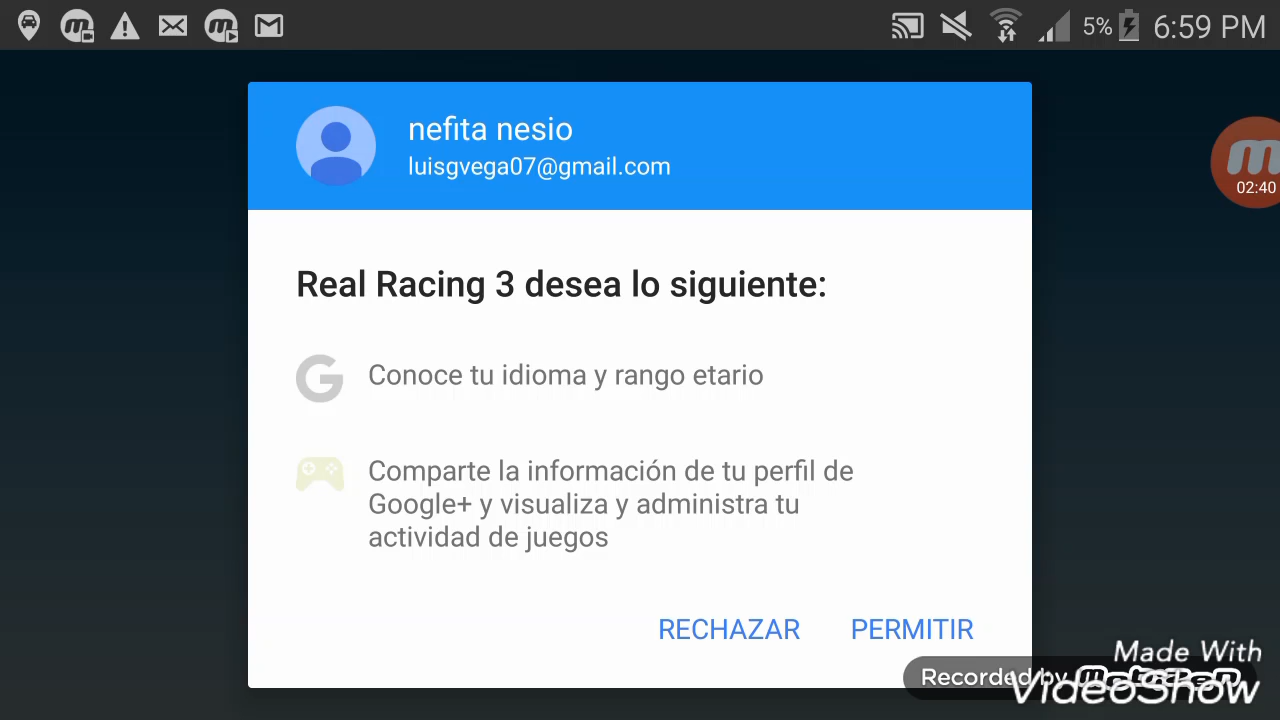 5% 6:59 PM
nefita nesio
luisgvega07@gmail.com
02:40
Real Racing 3 desea lo siguiente:
Conoce tu idioma y rango etario
Comparte la información de tu perfil de
Google+ y visualiza y administra tu
actividad de juegos
RECHAZAR PERMITIR
Made With
Recorded by
VideoShow